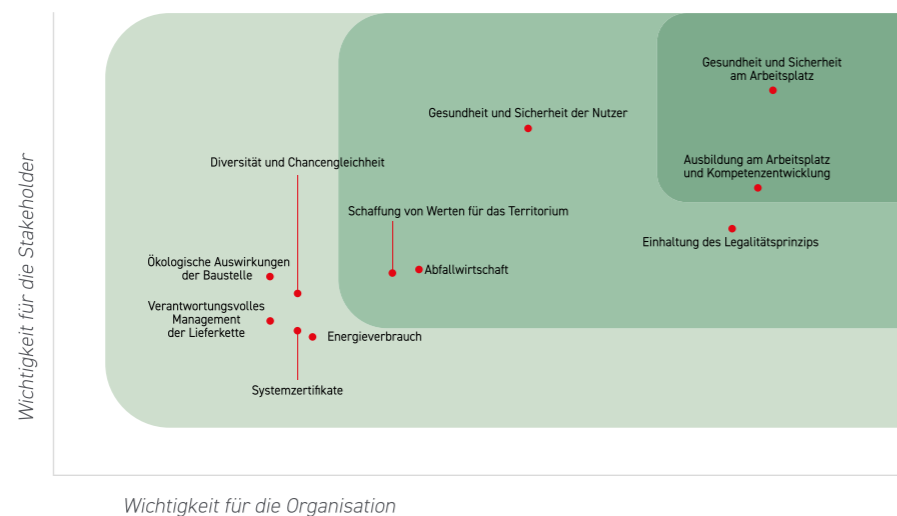 Gesundheit und Sicherheit
am Arbeitsplatz
Gesundheit und Sicherheit der Nutzer
Diversität und Chancengleichheit
Ausbildung am Arbeitsplatz
und Kompetenzentwicklung
Schaffung von Werten für das Territorium
Einhaltung des Legalitätsprinzips
Ökologische Auswirkungen
der Baustelle
Abfallwirtschaft
Verantwortungsvolles
Management
der Lieferkette
Energieverbrauch
Systemzertifikate
Wichtigkeit für die Stakeholder
Wichtigkeit für die Organisation